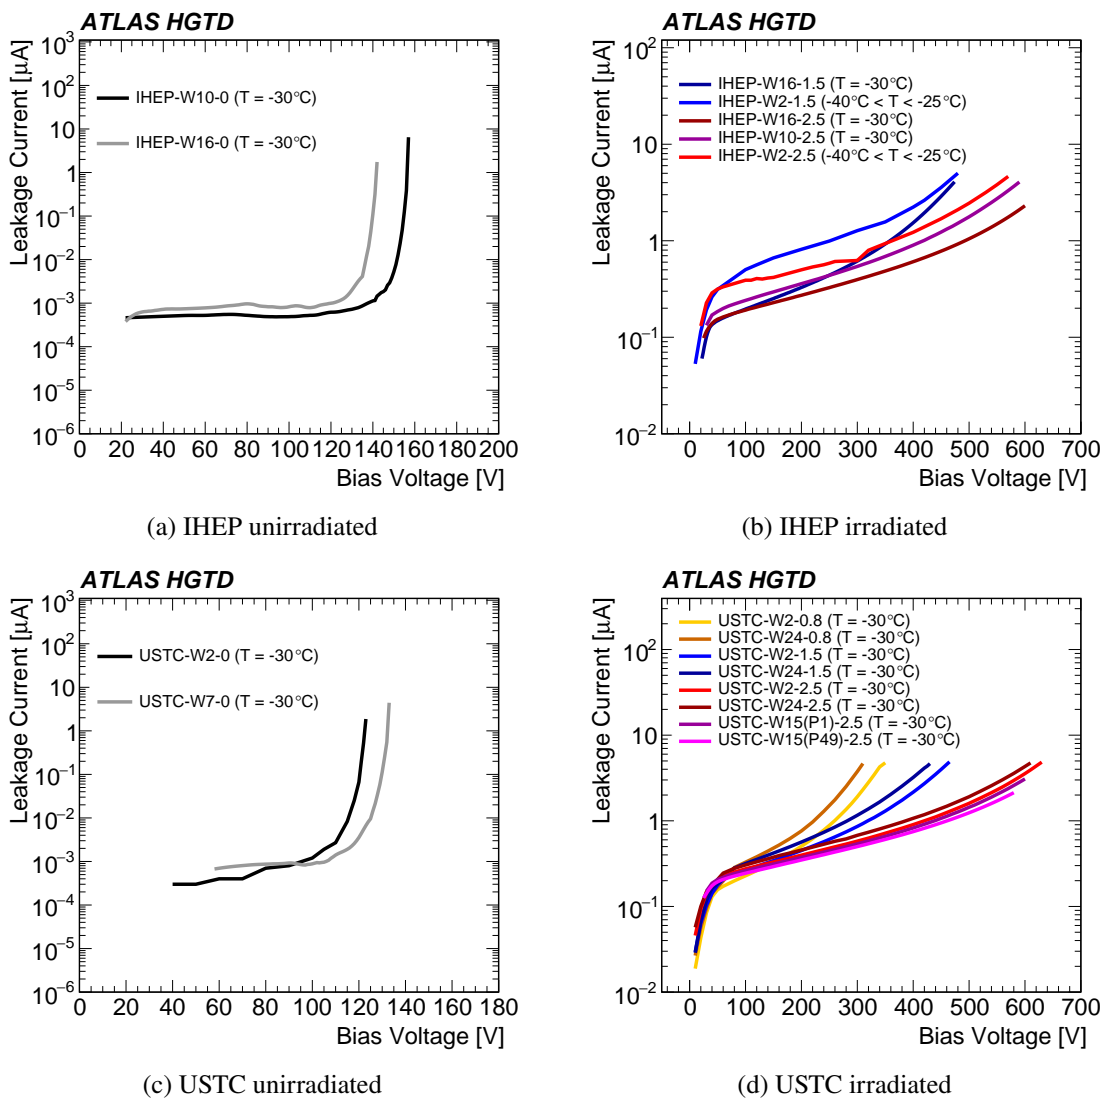 ATLAS HGTD
Leakage Current [μA]
10³
10²
10
1
10⁻¹
10⁻²
10⁻³
10⁻⁴
10⁻⁵
10⁻⁶
IHEP-W10-0 (T = -30°C)
IHEP-W16-0 (T = -30°C)
0 20 40 60 80 100 120 140 160 180 200
Bias Voltage [V]
(a) IHEP unirradiated
ATLAS HGTD
Leakage Current [μA]
10²
10
1
10⁻¹
10⁻²
IHEP-W16-1.5 (T = -30°C)
IHEP-W2-1.5 (-40°C < T < -25°C)
IHEP-W16-2.5 (T = -30°C)
IHEP-W10-2.5 (T = -30°C)
IHEP-W2-2.5 (-40°C < T < -25°C)
0 100 200 300 400 500 600 700
Bias Voltage [V]
(b) IHEP irradiated
ATLAS HGTD
Leakage Current [μA]
10³
10²
10
1
10⁻¹
10⁻²
10⁻³
10⁻⁴
10⁻⁵
10⁻⁶
USTC-W2-0 (T = -30°C)
USTC-W7-0 (T = -30°C)
0 20 40 60 80 100 120 140 160 180
Bias Voltage [V]
(c) USTC unirradiated
ATLAS HGTD
Leakage Current [μA]
10²
10
1
10⁻¹
10⁻²
USTC-W2-0.8 (T = -30°C)
USTC-W24-0.8 (T = -30°C)
USTC-W2-1.5 (T = -30°C)
USTC-W24-1.5 (T = -30°C)
USTC-W2-2.5 (T = -30°C)
USTC-W24-2.5 (T = -30°C)
USTC-W15(P1)-2.5 (T = -30°C)
USTC-W15(P49)-2.5 (T = -30°C)
0 100 200 300 400 500 600 700
Bias Voltage [V]
(d) USTC irradiated